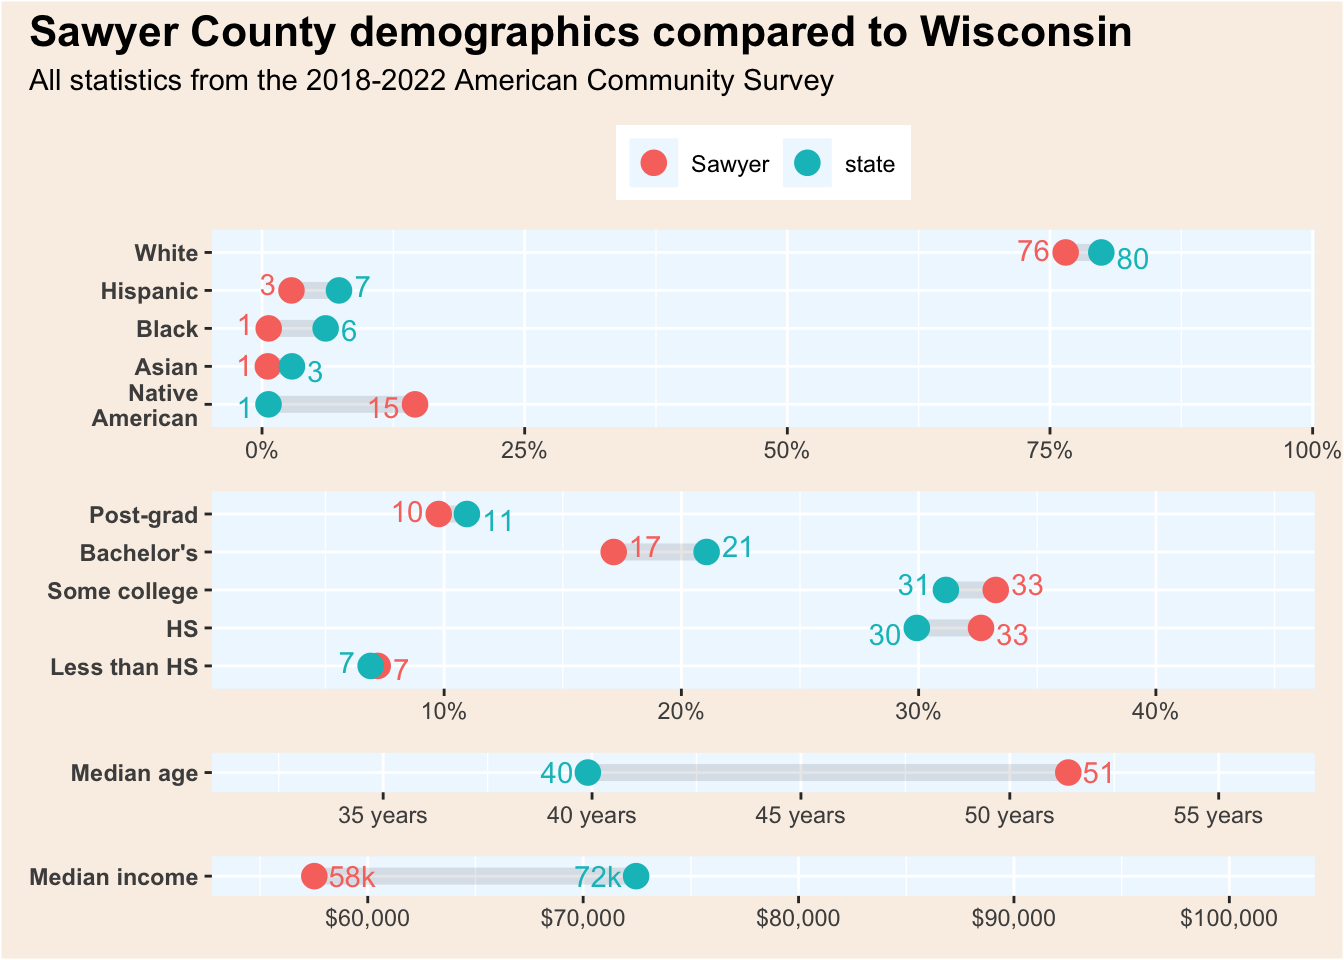 Sawyer County demographics compared to Wisconsin
All statistics from the 2018-2022 American Community Survey
Sawyer state
White 76 80
Hispanic 3 7
Black 1 6
Asian 1 3
Native
American 1 15
0% 25% 50% 75% 100%
Post-grad 10 11
Bachelor's 17 21
Some college 31 33
HS 30 33
Less than HS 7 7
10% 20% 30% 40%
Median age 40 51
35 years 40 years 45 years 50 years 55 years
Median income 58k 72k
$60,000 $70,000 $80,000 $90,000 $100,000